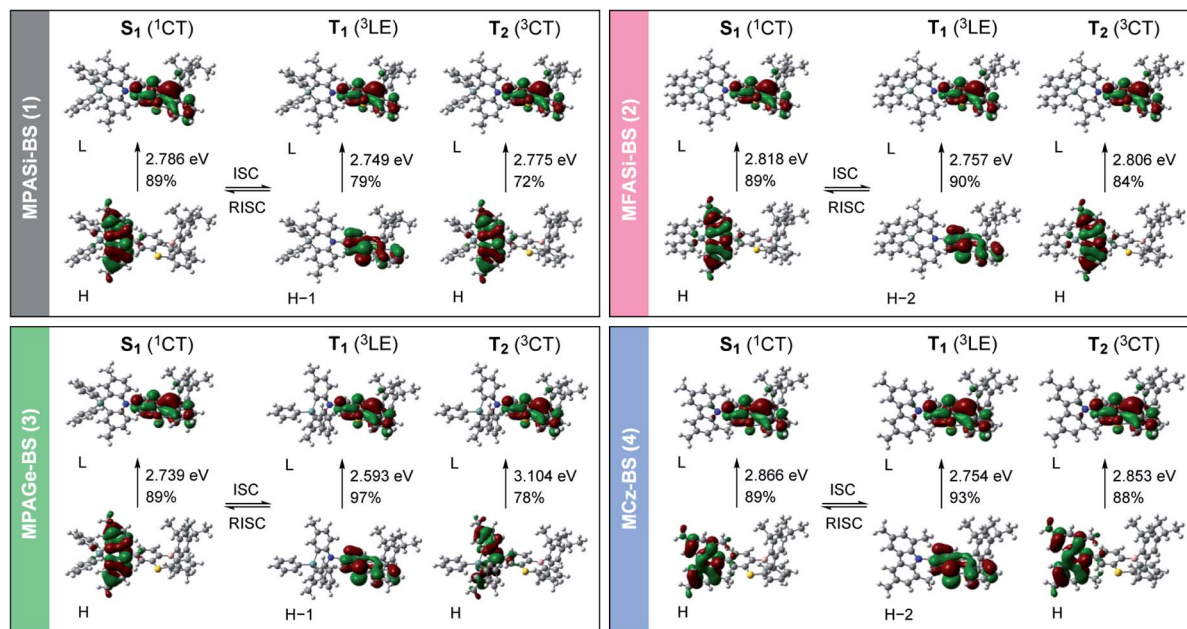 MPASi-BS (1)
S₁ (¹CT) T₁ (³LE) T₂ (³CT)
L L L
2.786 eV 2.749 eV 2.775 eV
89% ISC 79% 72%
RISC
H H−1 H
MFASi-BS (2)
S₁ (¹CT) T₁ (³LE) T₂ (³CT)
L L L
2.818 eV 2.757 eV 2.806 eV
89% ISC 90% 84%
RISC
H H−2 H
MPAGe-BS (3)
S₁ (¹CT) T₁ (³LE) T₂ (³CT)
L L L
2.739 eV 2.593 eV 3.104 eV
89% ISC 97% 78%
RISC
H H−1 H
MCz-BS (4)
S₁ (¹CT) T₁ (³LE) T₂ (³CT)
L L L
2.866 eV 2.754 eV 2.853 eV
89% ISC 93% 88%
RISC
H H−2 H